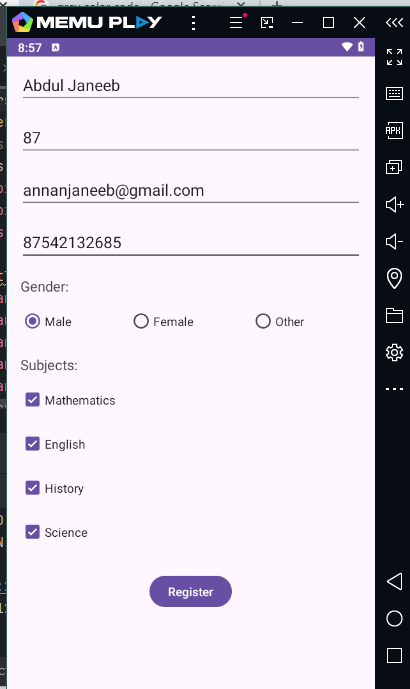 MEMU PLAY
8:57 A
APK
Abdul Janeeb
87
annanjaneeb@gmail.com
87542132685
Gender:
Male Female Other
Subjects:
Mathematics
English
History
Science
Register